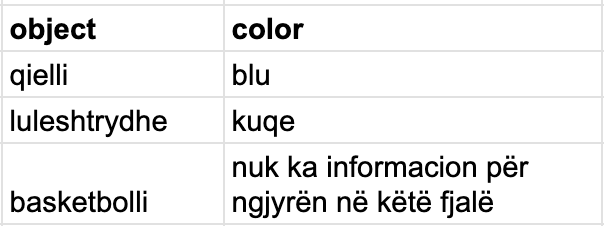 object color
qielli blu
luleshtrydhe kuqe
nuk ka informacion për
basketbolli ngjyrën në këtë fjalë